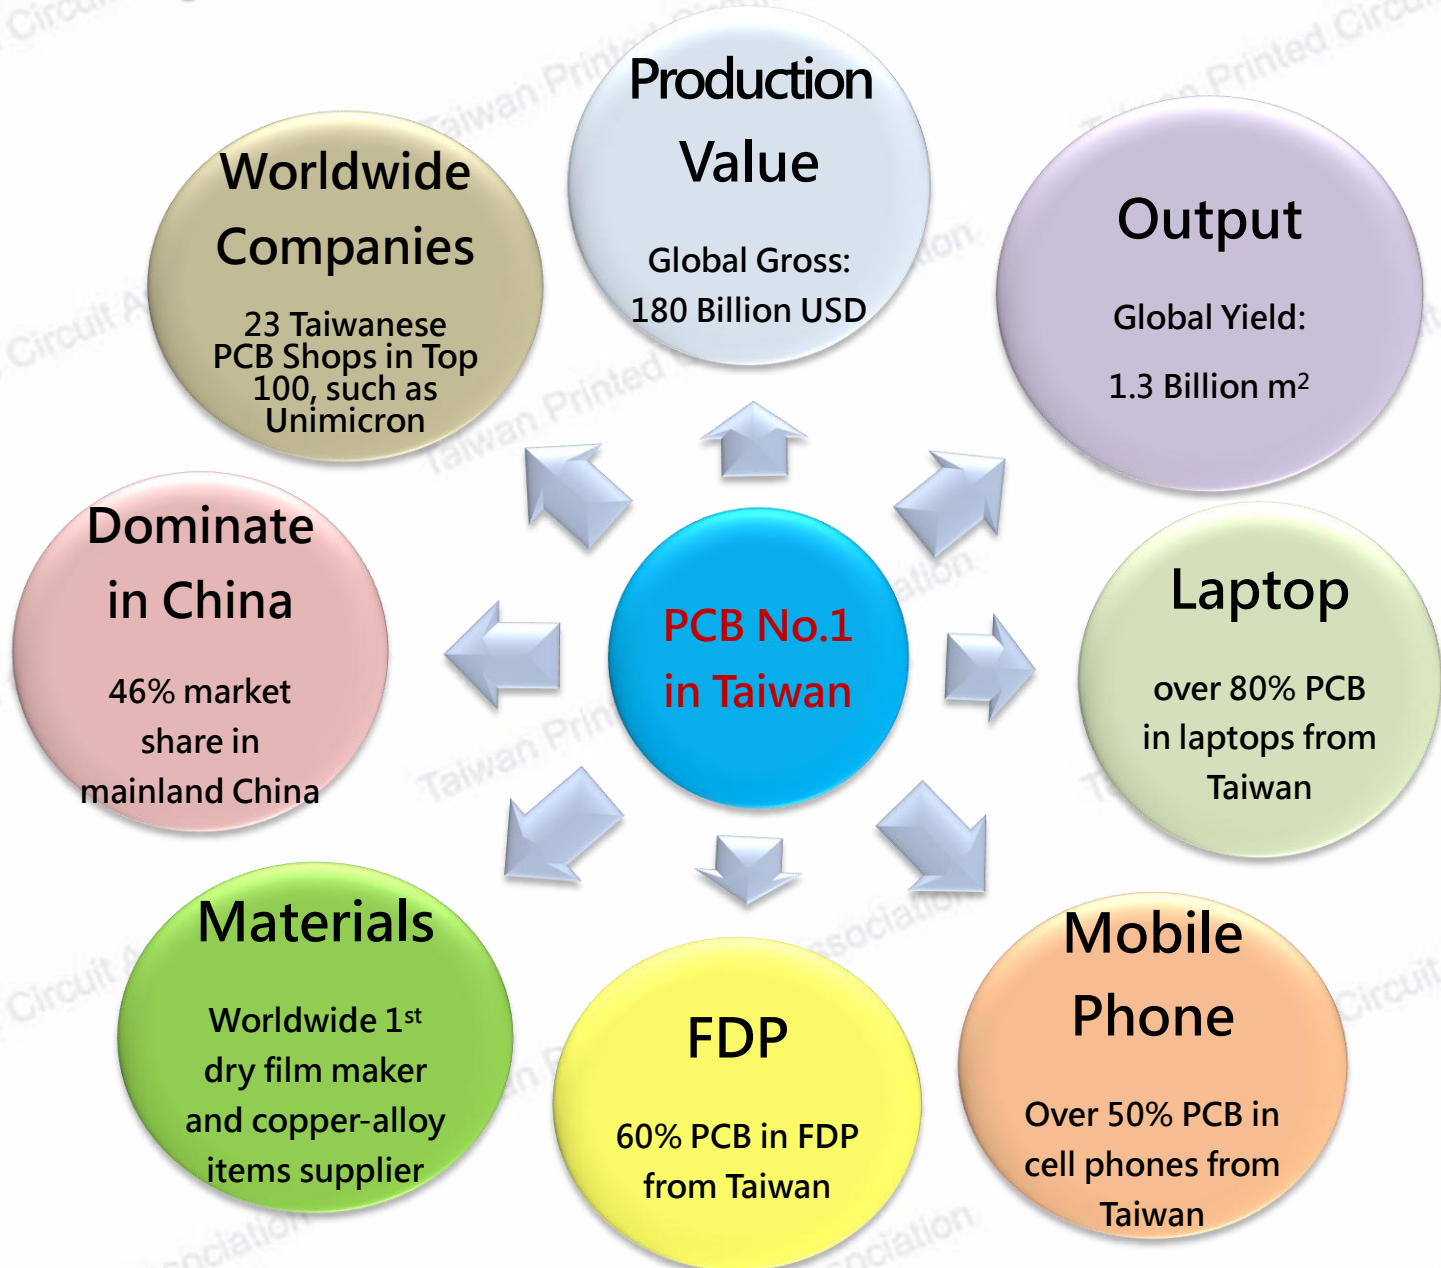 Production
Value
Global Gross:
180 Billion USD
Output
Global Yield:
1.3 Billion m²
Laptop
over 80% PCB
in laptops from
Taiwan
Mobile
Phone
Over 50% PCB in
cell phones from
Taiwan
FDP
60% PCB in FDP
from Taiwan
Materials
Worldwide 1st
dry film maker
and copper-alloy
items supplier
Dominate
in China
46% market
share in
mainland China
Worldwide
Companies
23 Taiwanese
PCB Shops in Top
100, such as
Unimicron
PCB No.1
in Taiwan